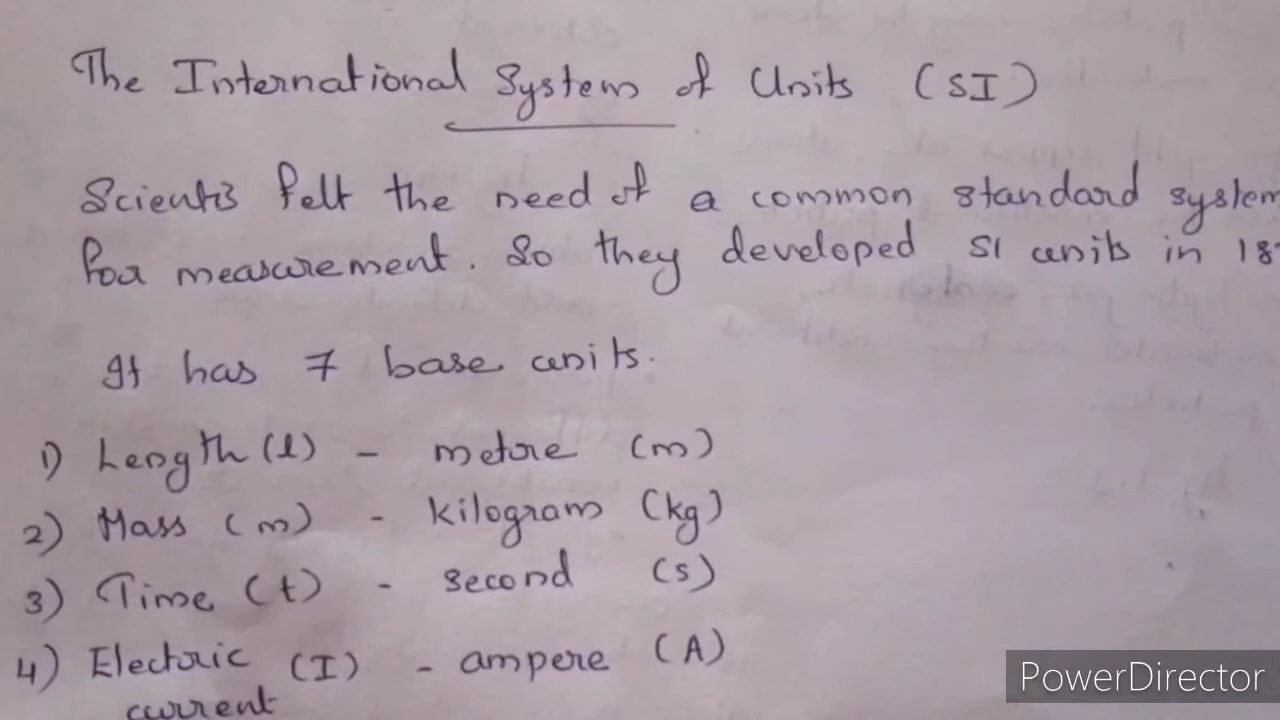 The International System of Units (SI)
Scientis felt the need of a common standard system
for measurement. So they developed SI units in 18
It has 7 base units.
1) Length (l) - metre (m)
2) Mass (m) - kilogram (kg)
3) Time (t) - second (s)
4) Electric (I) - ampere (A)
current
PowerDirector